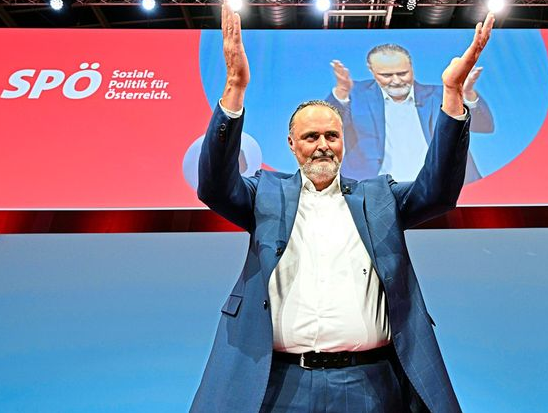 SPÖ
Soziale
Politik für
Österreich.